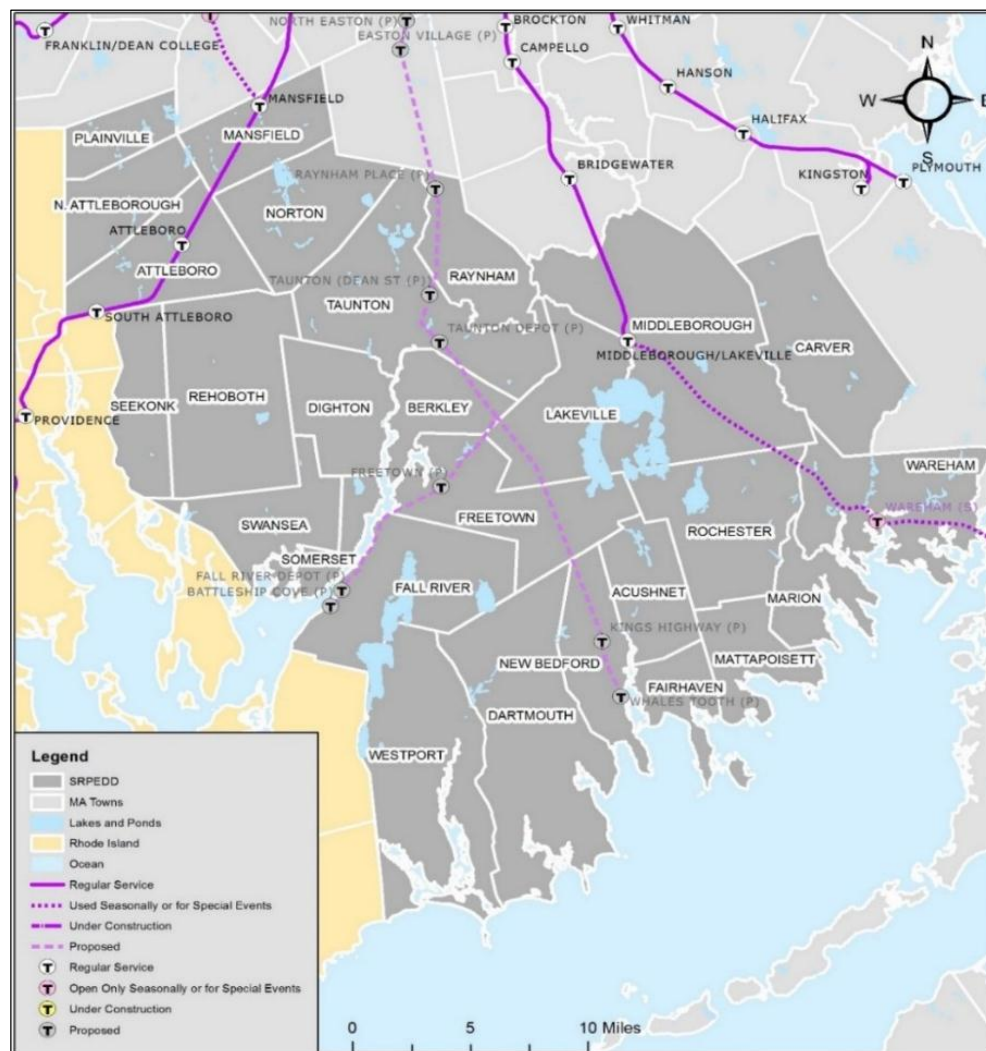 NORTH EASTON (P)
BROCKTON
WHITMAN
EASTON VILLAGE (P)
FRANKLIN/DEAN COLLEGE
CAMPELLO
N
HANSON
MANSFIELD
W
E
HALIFAX
MANSFIELD
PLAINVILLE
S
BRIDGEWATER
PLYMOUTH
KINGSTON
RAYNHAM PLACE (P)
N. ATTLEBOROUGH
NORTON
ATTLEBORO
ATTLEBORO
RAYNHAM
TAUNTON (DEAN ST (P))
TAUNTON
SOUTH ATTLEBORO
MIDDLEBOROUGH
TAUNTON DEPOT (P)
CARVER
MIDDLEBOROUGH/LAKEVILLE
REHOBOTH
SEEKONK
DIGHTON
BERKLEY
LAKEVILLE
PROVIDENCE
WAREHAM
FREETOWN (P)
WAREHAM (S)
SWANSEA
FREETOWN
ROCHESTER
SOMERSET
FALL RIVER DEPOT (P)
FALL RIVER
BATTLESHIP COVE (P)
ACUSHNET
MARION
KINGS HIGHWAY (P)
MATTAPOISETT
NEW BEDFORD
FAIRHAVEN
WHALES TOOTH (P)
DARTMOUTH
WESTPORT
Legend
SRPEDD
MA Towns
Lakes and Ponds
Rhode Island
Ocean
Regular Service
Used Seasonally or for Special Events
Under Construction
Proposed
T Regular Service
T Open Only Seasonally or for Special Events
T Under Construction
T Proposed
0 5 10 Miles